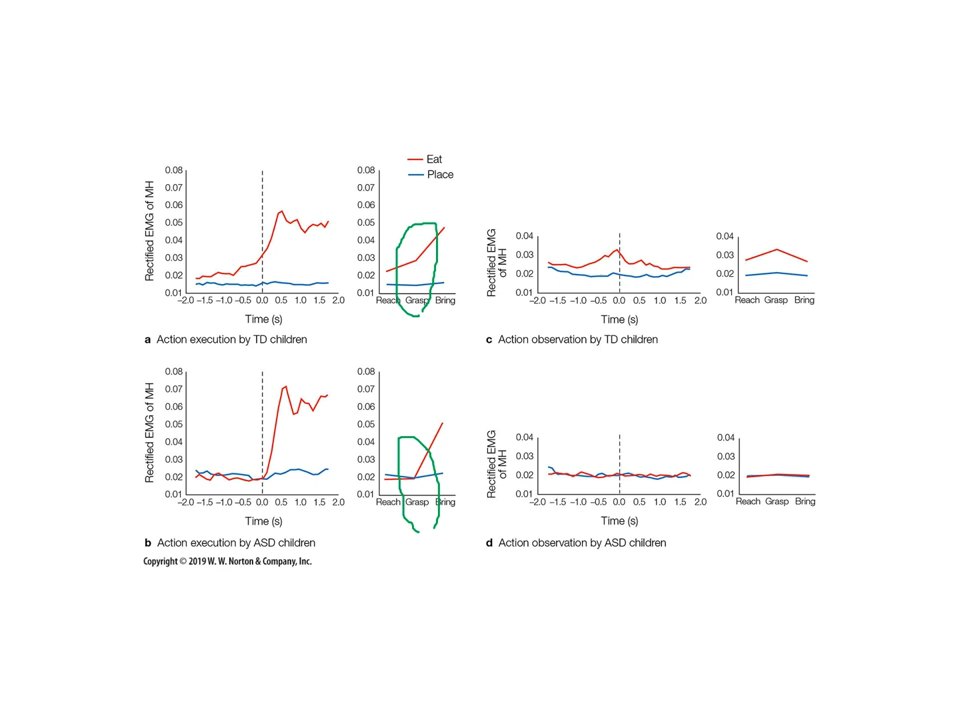 Eat
Place
Rectified EMG of MH
0.08
0.07
0.06
0.05
0.04
0.03
0.02
0.01
−2.0 −1.5 −1.0 −0.5 0.0 0.5 1.0 1.5 2.0
Time (s)
0.08
0.07
0.06
0.05
0.04
0.03
0.02
0.01
Reach Grasp Bring
a Action execution by TD children
Rectified EMG
of MH
0.04
0.03
0.02
0.01
−2.0 −1.5 −1.0 −0.5 0.0 0.5 1.0 1.5 2.0
Time (s)
0.04
0.03
0.02
0.01
Reach Grasp Bring
c Action observation by TD children
Rectified EMG of MH
0.08
0.07
0.06
0.05
0.04
0.03
0.02
0.01
−2.0 −1.5 −1.0 −0.5 0.0 0.5 1.0 1.5 2.0
Time (s)
0.08
0.07
0.06
0.05
0.04
0.03
0.02
0.01
Reach Grasp Bring
b Action execution by ASD children
Rectified EMG
of MH
0.04
0.03
0.02
0.01
−2.0 −1.5 −1.0 −0.5 0.0 0.5 1.0 1.5 2.0
Time (s)
0.04
0.03
0.02
0.01
Reach Grasp Bring
d Action observation by ASD children
Copyright © 2019 W. W. Norton & Company, Inc.